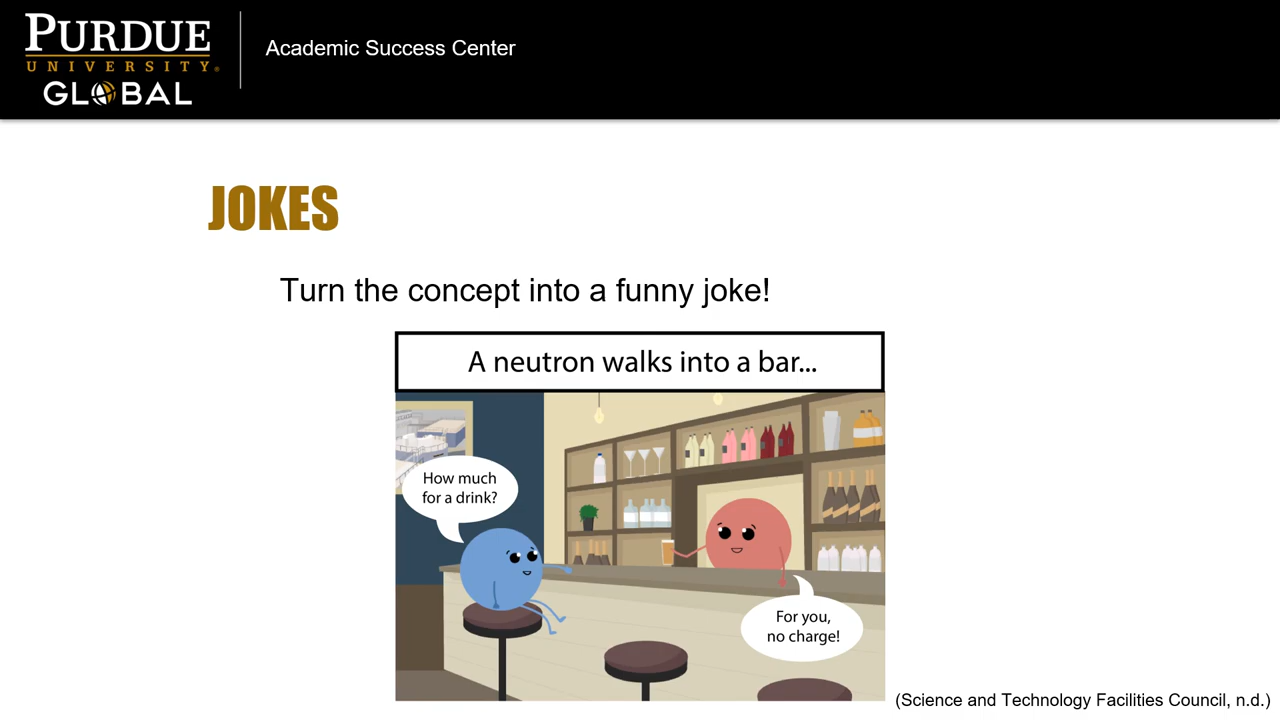 PURDUE
UNIVERSITY®
GLOBAL
Academic Success Center
JOKES
Turn the concept into a funny joke!
A neutron walks into a bar...
How much
for a drink?
For you,
no charge!
(Science and Technology Facilities Council, n.d.)